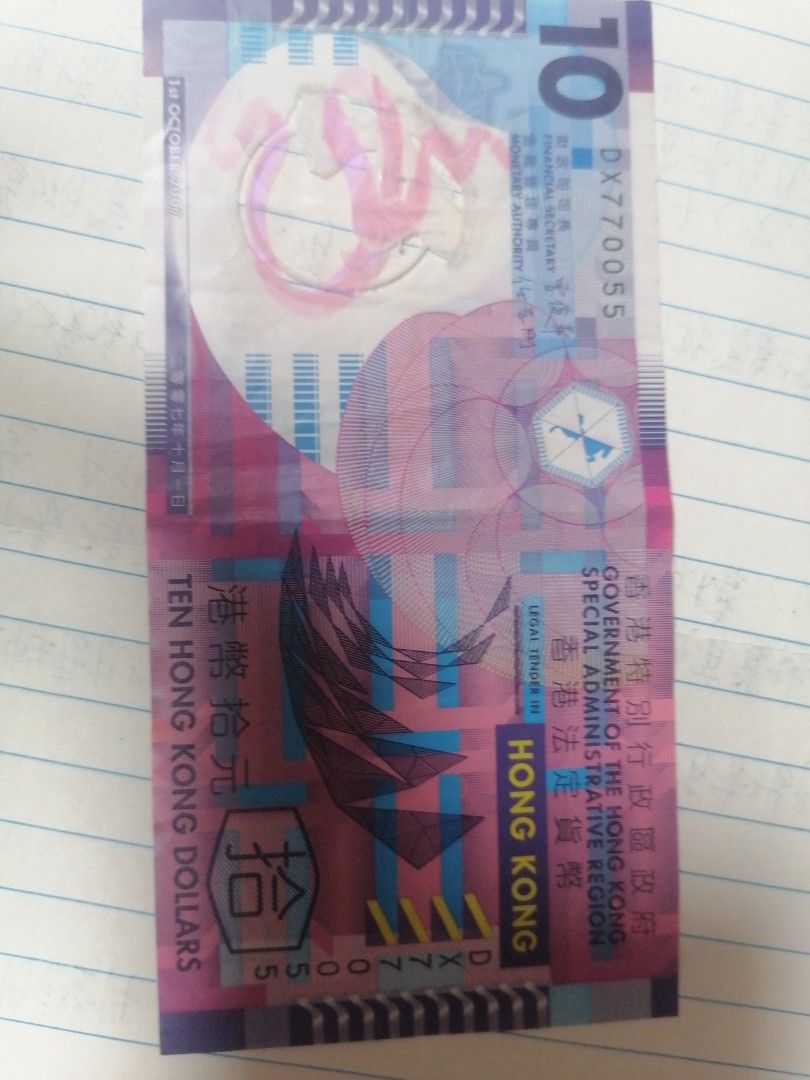 香港特別行政區政府
GOVERNMENT OF THE HONG KONG
SPECIAL ADMINISTRATIVE REGION
香港法定貨幣
LEGAL TENDER IN
HONG KONG
DX770055
10
DX770055
財政司司長
FINANCIAL SECRETARY
金融管理專員
MONETARY AUTHORITY
拾
港幣拾元
TEN HONG KONG DOLLARS
二零零七年十月一日
1st OCTOBER 2007